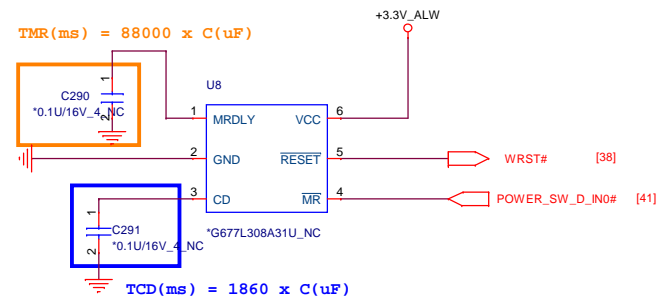 +3.3V_ALW
TMR(ms) = 88000 x C(uF)
U8
1
C290
*0.1U/16V_4_NC
2
1 MRDLY VCC 6
2 GND RESET 5 WRST# [38]
3 CD MR 4 POWER_SW_D_IN0# [41]
1
C291
*0.1U/16V_4_NC
2
*G677L308A31U_NC
TCD(ms) = 1860 x C(uF)